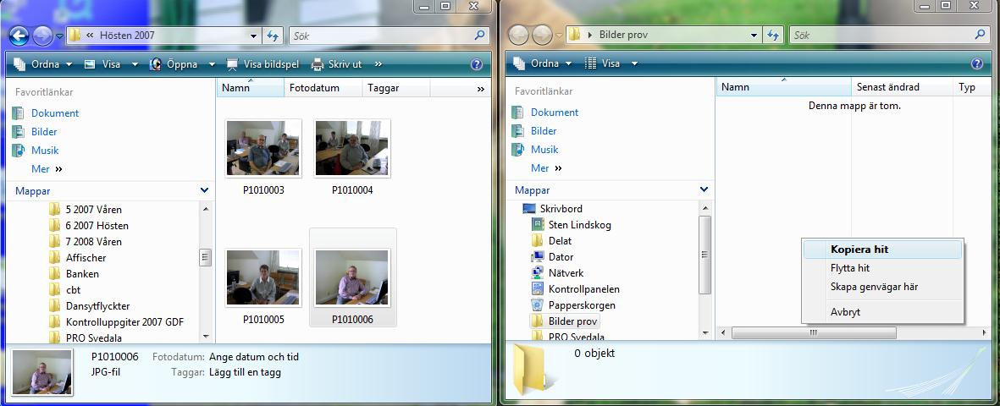 « Hösten 2007
Sök
Ordna
Visa
Öppna
Visa bildspel
Skriv ut
»
Favoritlänkar
Dokument
Bilder
Musik
Mer »
Mappar
5 2007 Våren
6 2007 Hösten
7 2008 Våren
Affischer
Banken
cbt
Dansytflyckter
Kontrolluppgiter 2007 GDF
PRO Svedala
Namn
Fotodatum
Taggar
»
P1010003
P1010004
P1010005
P1010006
P1010006
Fotodatum: Ange datum och tid
JPG-fil
Taggar: Lägg till en tagg
Bilder prov
Sök
Ordna
Visa
Favoritlänkar
Dokument
Bilder
Musik
Mer »
Mappar
Skrivbord
Sten Lindskog
Delat
Dator
Nätverk
Kontrollpanelen
Papperskorgen
Bilder prov
PRO Svedala
Namn
Senast ändrad
Typ
Denna mapp är tom.
Kopiera hit
Flytta hit
Skapa genvägar här
Avbryt
0 objekt